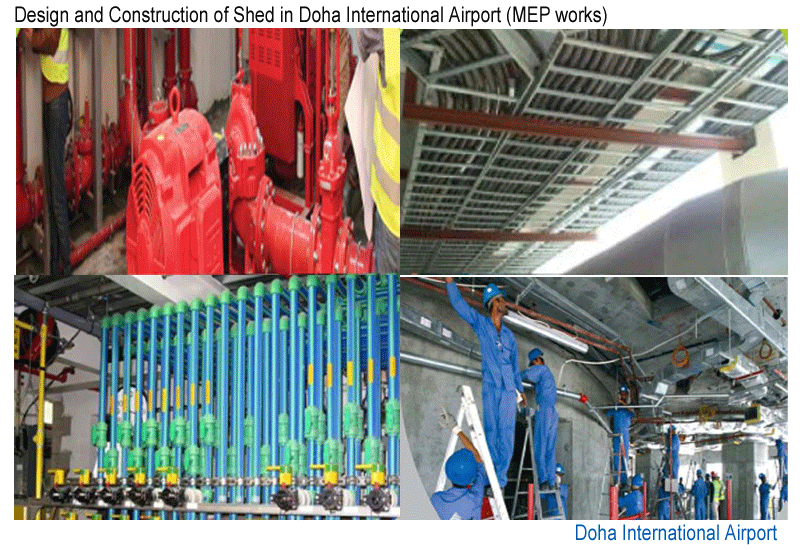 Design and Construction of Shed in Doha International Airport (MEP works)
Doha International Airport